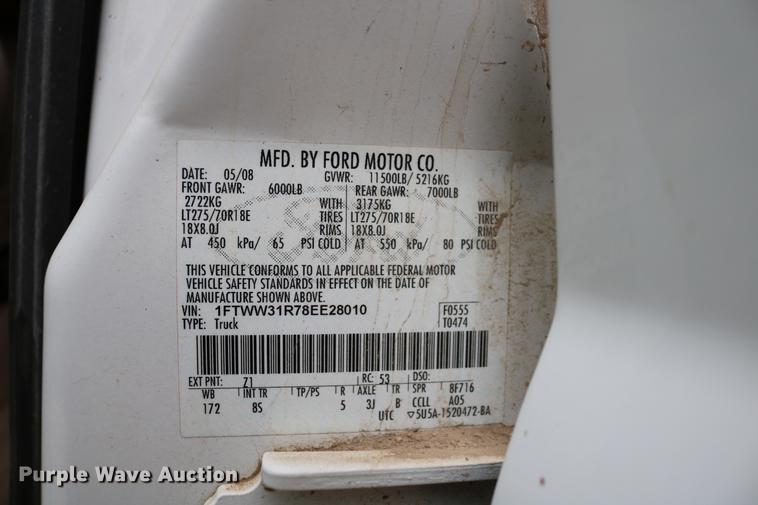 MFD. BY FORD MOTOR CO.
DATE: 05/08 GVWR: 11500LB/ 5216KG
FRONT GAWR: 6000LB REAR GAWR: 7000LB
2722KG WITH 3175KG WITH
LT275/70R18E TIRES LT275/70R18E TIRES
18X8.0J RIMS 18X8.0J RIMS
AT 450 kPa/ 65 PSI COLD AT 550 kPa/ 80 PSI COLD
THIS VEHICLE CONFORMS TO ALL APPLICABLE FEDERAL MOTOR
VEHICLE SAFETY STANDARDS IN EFFECT ON THE DATE OF
MANUFACTURE SHOWN ABOVE.
VIN: 1FTWW31R78EE28010 F0555
TYPE: Truck T0474
EXT PNT: Z1 RC: 53 DSO:
WB INT TR TP/PS R AXLE TR SPR 8F716
172 8S 5 3J B CCLL A05
UTC ▽5U5A-1520472-BA
Purple Wave Auction